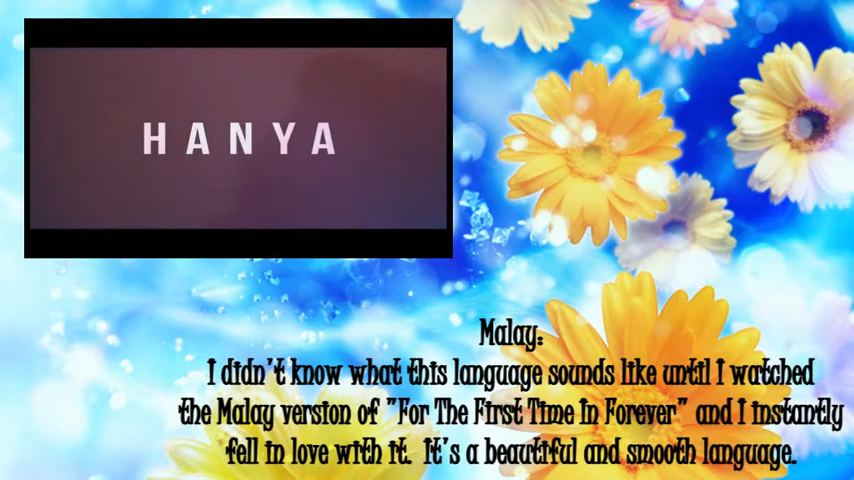 HANYA
Malay:
I didn't know what this language sounds like until I watched
the Malay version of "For The First Time In Forever" and I instantly
fell in love with it. It's a beautiful and smooth language.